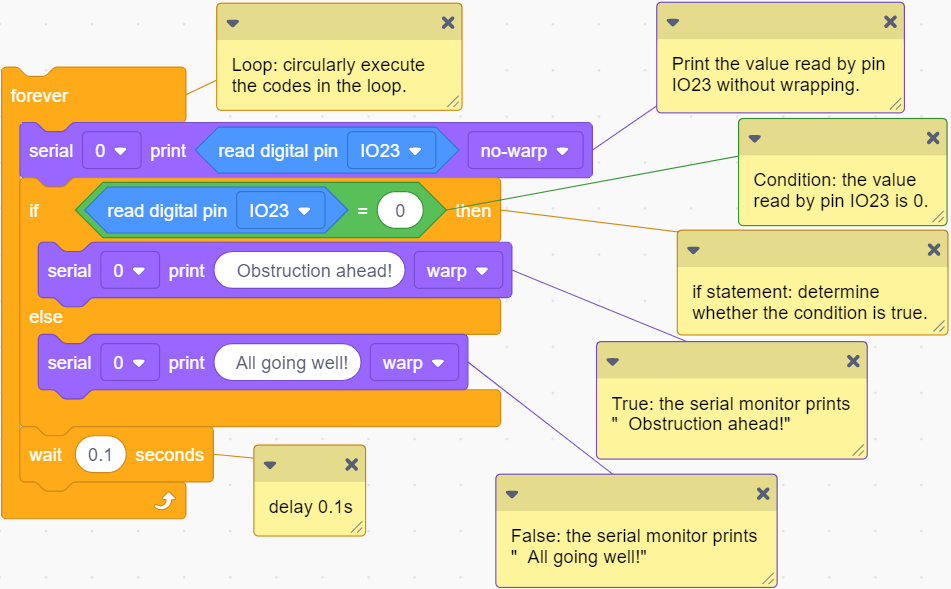 forever
serial 0 print read digital pin IO23 no-warp
if read digital pin IO23 = 0 then
serial 0 print Obstruction ahead! warp
else
serial 0 print All going well! warp
wait 0.1 seconds
Loop: circularly execute
the codes in the loop.
Print the value read by pin
IO23 without wrapping.
Condition: the value
read by pin IO23 is 0.
if statement: determine
whether the condition is true.
True: the serial monitor prints
"  Obstruction ahead!"
False: the serial monitor prints
"  All going well!"
delay 0.1s